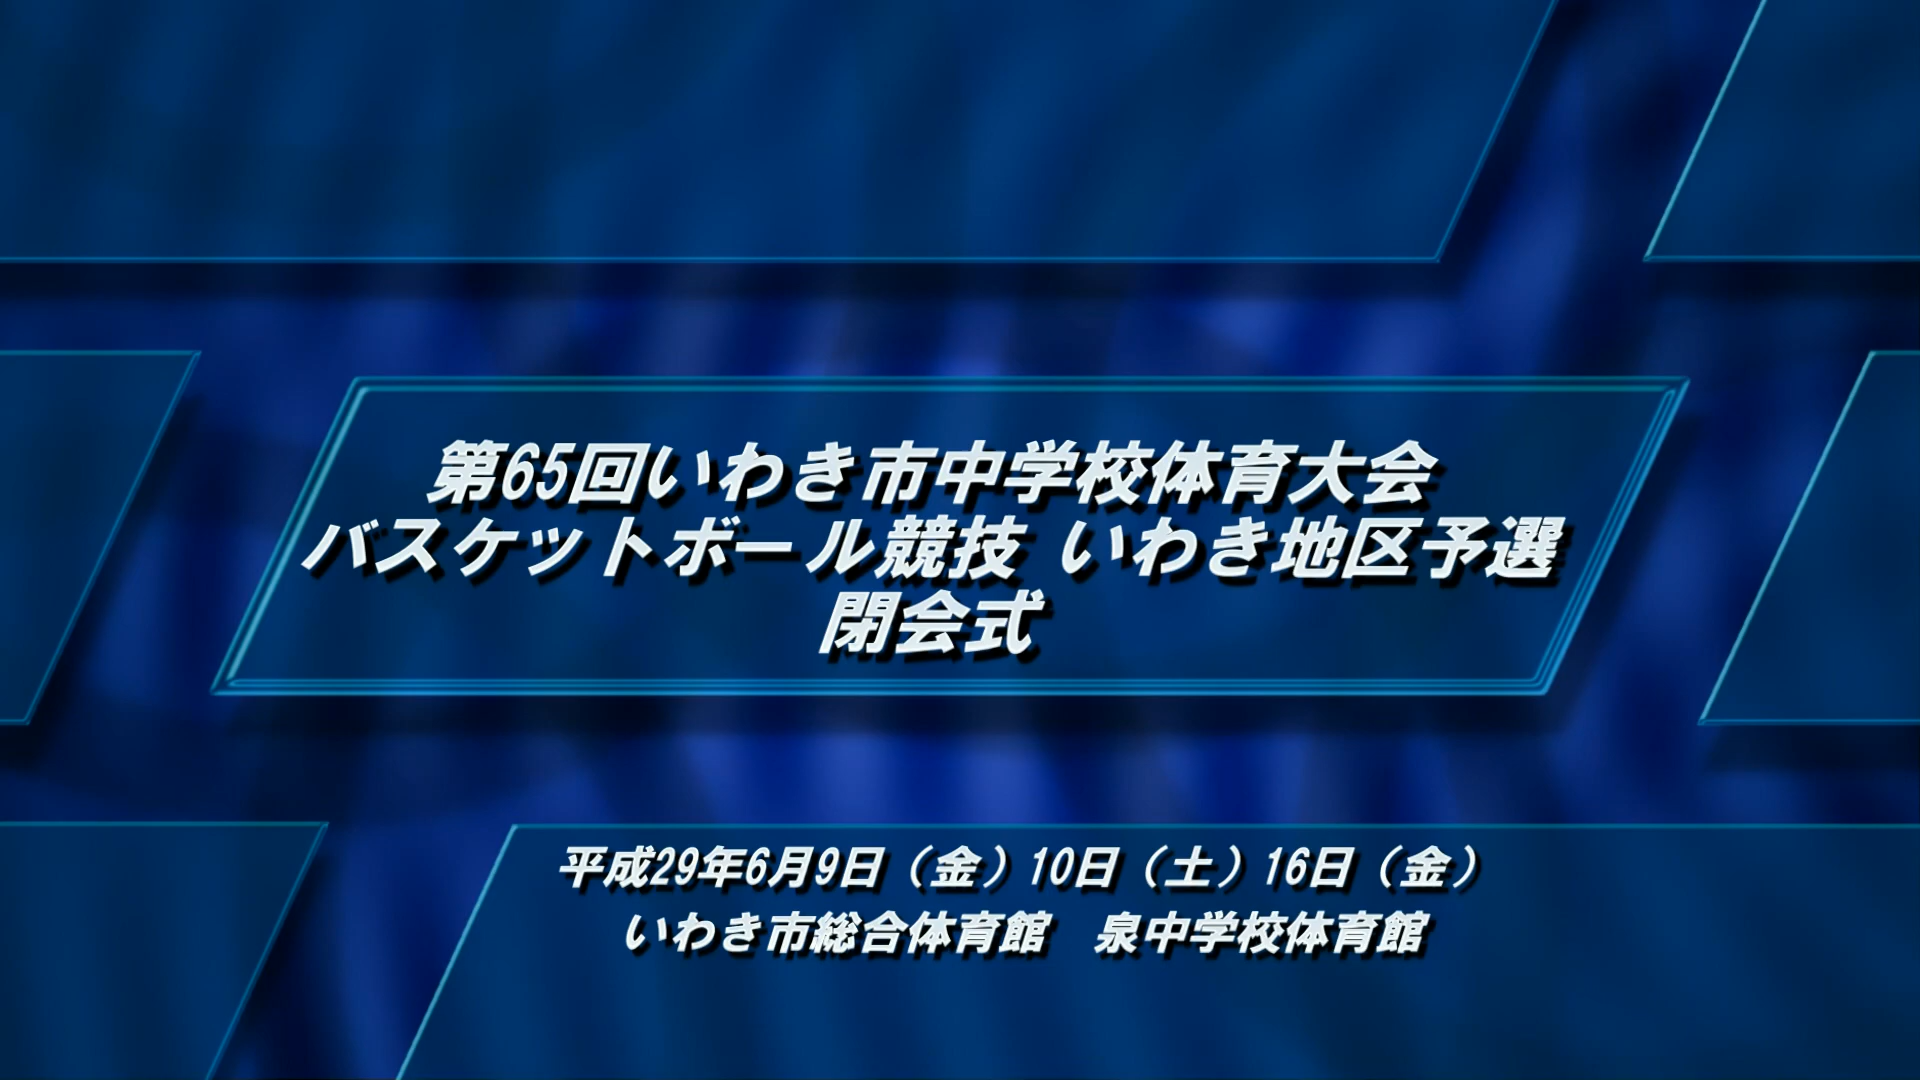 第65回いわき市中学校体育大会
バスケットボール競技 いわき地区予選
閉会式
平成29年6月9日（金）10日（土）16日（金）
いわき市総合体育館　泉中学校体育館